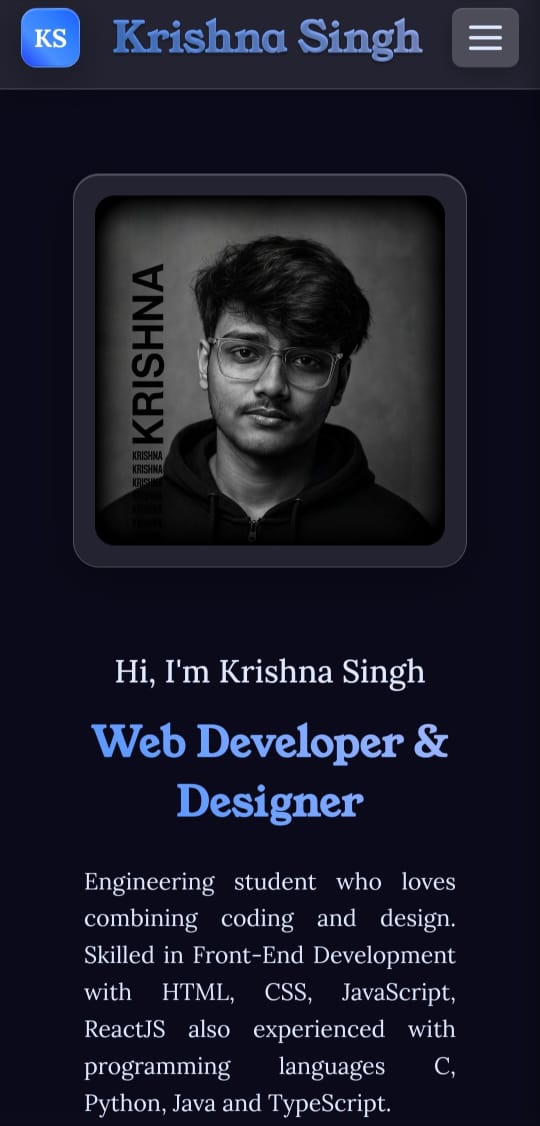 KS
Krishna Singh
KRISHNA
KRISHNA
KRISHNA
KRISHNA
Hi, I'm Krishna Singh
Web Developer &
Designer
Engineering student who loves
combining coding and design.
Skilled in Front-End Development
with HTML, CSS, JavaScript,
ReactJS also experienced with
programming languages C,
Python, Java and TypeScript.